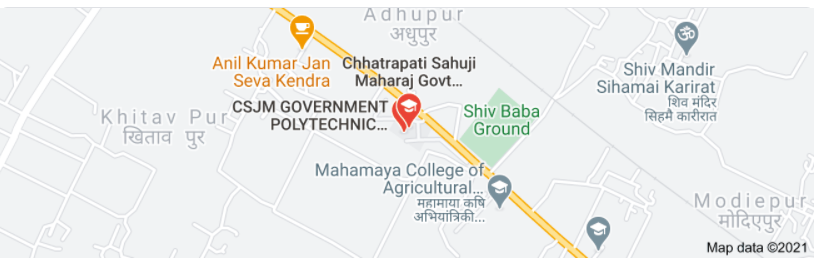 Adhupur
अधुपुर
Anil Kumar Jan
Seva Kendra
Chhatrapati Sahuji
Maharaj Govt...
Shiv Mandir
Sihamai Karirat
शिव मंदिर
सिहमै कारीरात
Khitav Pur
खिताव पुर
CSJM GOVERNMENT
POLYTECHNIC...
Shiv Baba
Ground
Mahamaya College of
Agricultural...
महामाया कषि
अभियांत्रिकी...
Modiepur
मोदिएपुर
Map data ©2021